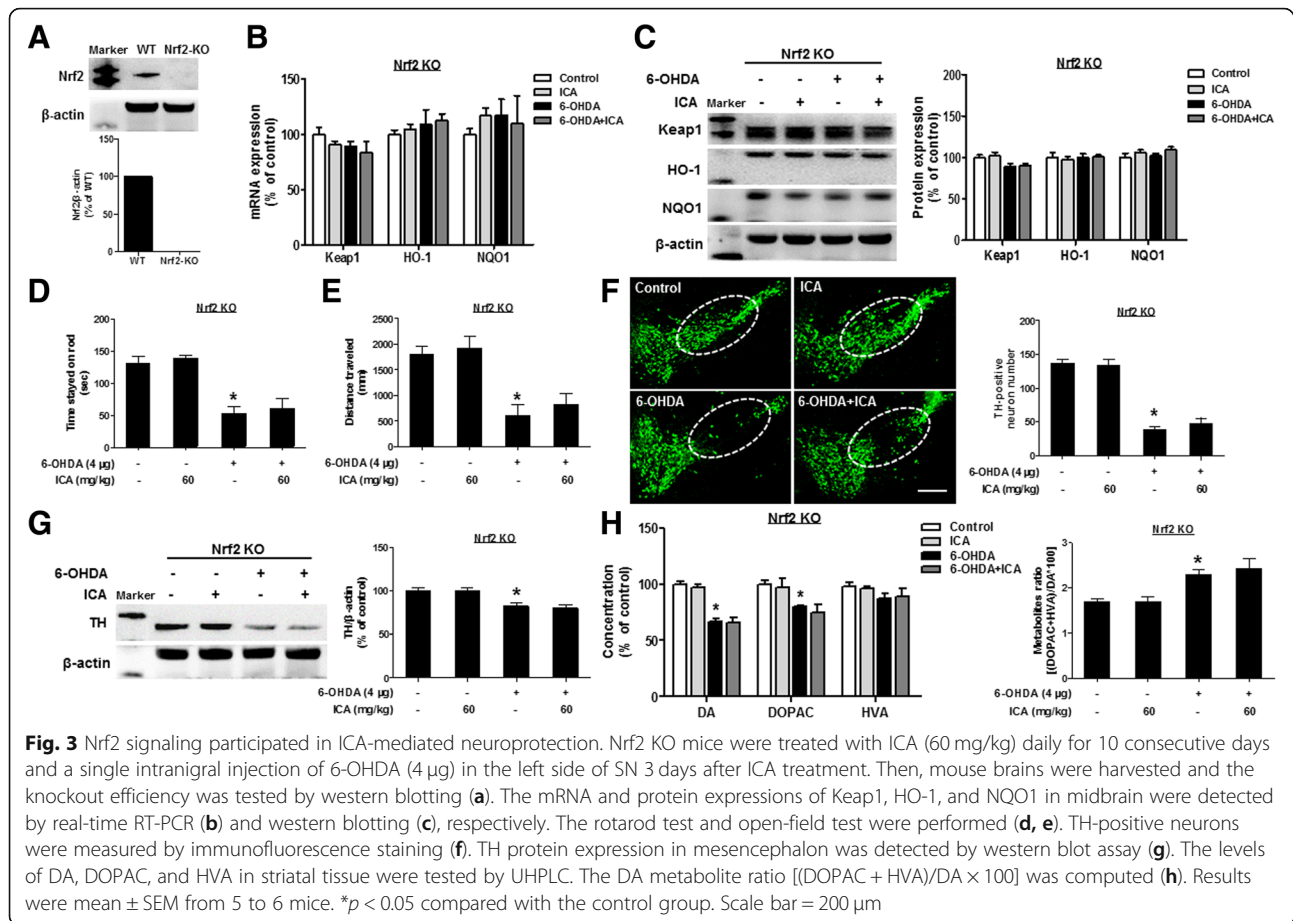 A
Marker WT Nrf2-KO
Nrf2
β-actin
Nrf2/β-actin
(% of WT)
150
100
50
0
WT Nrf2-KO
B
Nrf2 KO
mRNA expression
(% of control)
150
100
50
0
Keap1 HO-1 NQO1
Control
ICA
6-OHDA
6-OHDA+ICA
C
Nrf2 KO
6-OHDA - - + +
ICA - + - +
Marker
Keap1
HO-1
NQO1
β-actin
Nrf2 KO
Protein expression
(% of control)
200
150
100
50
0
Keap1 HO-1 NQO1
Control
ICA
6-OHDA
6-OHDA+ICA
D
Nrf2 KO
Time stayed on rod
(sec)
200
150
100
50
0
*
6-OHDA (4 µg) - - + +
ICA (mg/kg) - 60 - 60
E
Nrf2 KO
Distance traveled
(mm)
2500
2000
1500
1000
500
0
*
6-OHDA (4 µg) - - + +
ICA (mg/kg) - 60 - 60
F
Control ICA
6-OHDA 6-OHDA+ICA
Nrf2 KO
TH-positive
neuron number
200
150
100
50
0
*
6-OHDA (4 µg) - - + +
ICA (mg/kg) - 60 - 60
G
Nrf2 KO
6-OHDA - - + +
ICA - + - +
Marker
TH
β-actin
Nrf2 KO
TH/β-actin
(% of control)
150
100
50
0
*
6-OHDA (4 µg) - - + +
ICA (mg/kg) - 60 - 60
H
Nrf2 KO
Concentration
(% of control)
150
100
50
0
* *
DA DOPAC HVA
Control
ICA
6-OHDA
6-OHDA+ICA
Nrf2 KO
Metabolites ratio
[(DOPAC+HVA)/DA*100]
3
2
1
0
*
6-OHDA (4 µg) - - + +
ICA (mg/kg) - 60 - 60
Fig. 3 Nrf2 signaling participated in ICA-mediated neuroprotection. Nrf2 KO mice were treated with ICA (60 mg/kg) daily for 10 consecutive days
and a single intranigral injection of 6-OHDA (4 µg) in the left side of SN 3 days after ICA treatment. Then, mouse brains were harvested and the
knockout efficiency was tested by western blotting (a). The mRNA and protein expressions of Keap1, HO-1, and NQO1 in midbrain were detected
by real-time RT-PCR (b) and western blotting (c), respectively. The rotarod test and open-field test were performed (d, e). TH-positive neurons
were measured by immunofluorescence staining (f). TH protein expression in mesencephalon was detected by western blot assay (g). The levels
of DA, DOPAC, and HVA in striatal tissue were tested by UHPLC. The DA metabolite ratio [(DOPAC + HVA)/DA × 100] was computed (h). Results
were mean ± SEM from 5 to 6 mice. *p < 0.05 compared with the control group. Scale bar = 200 µm